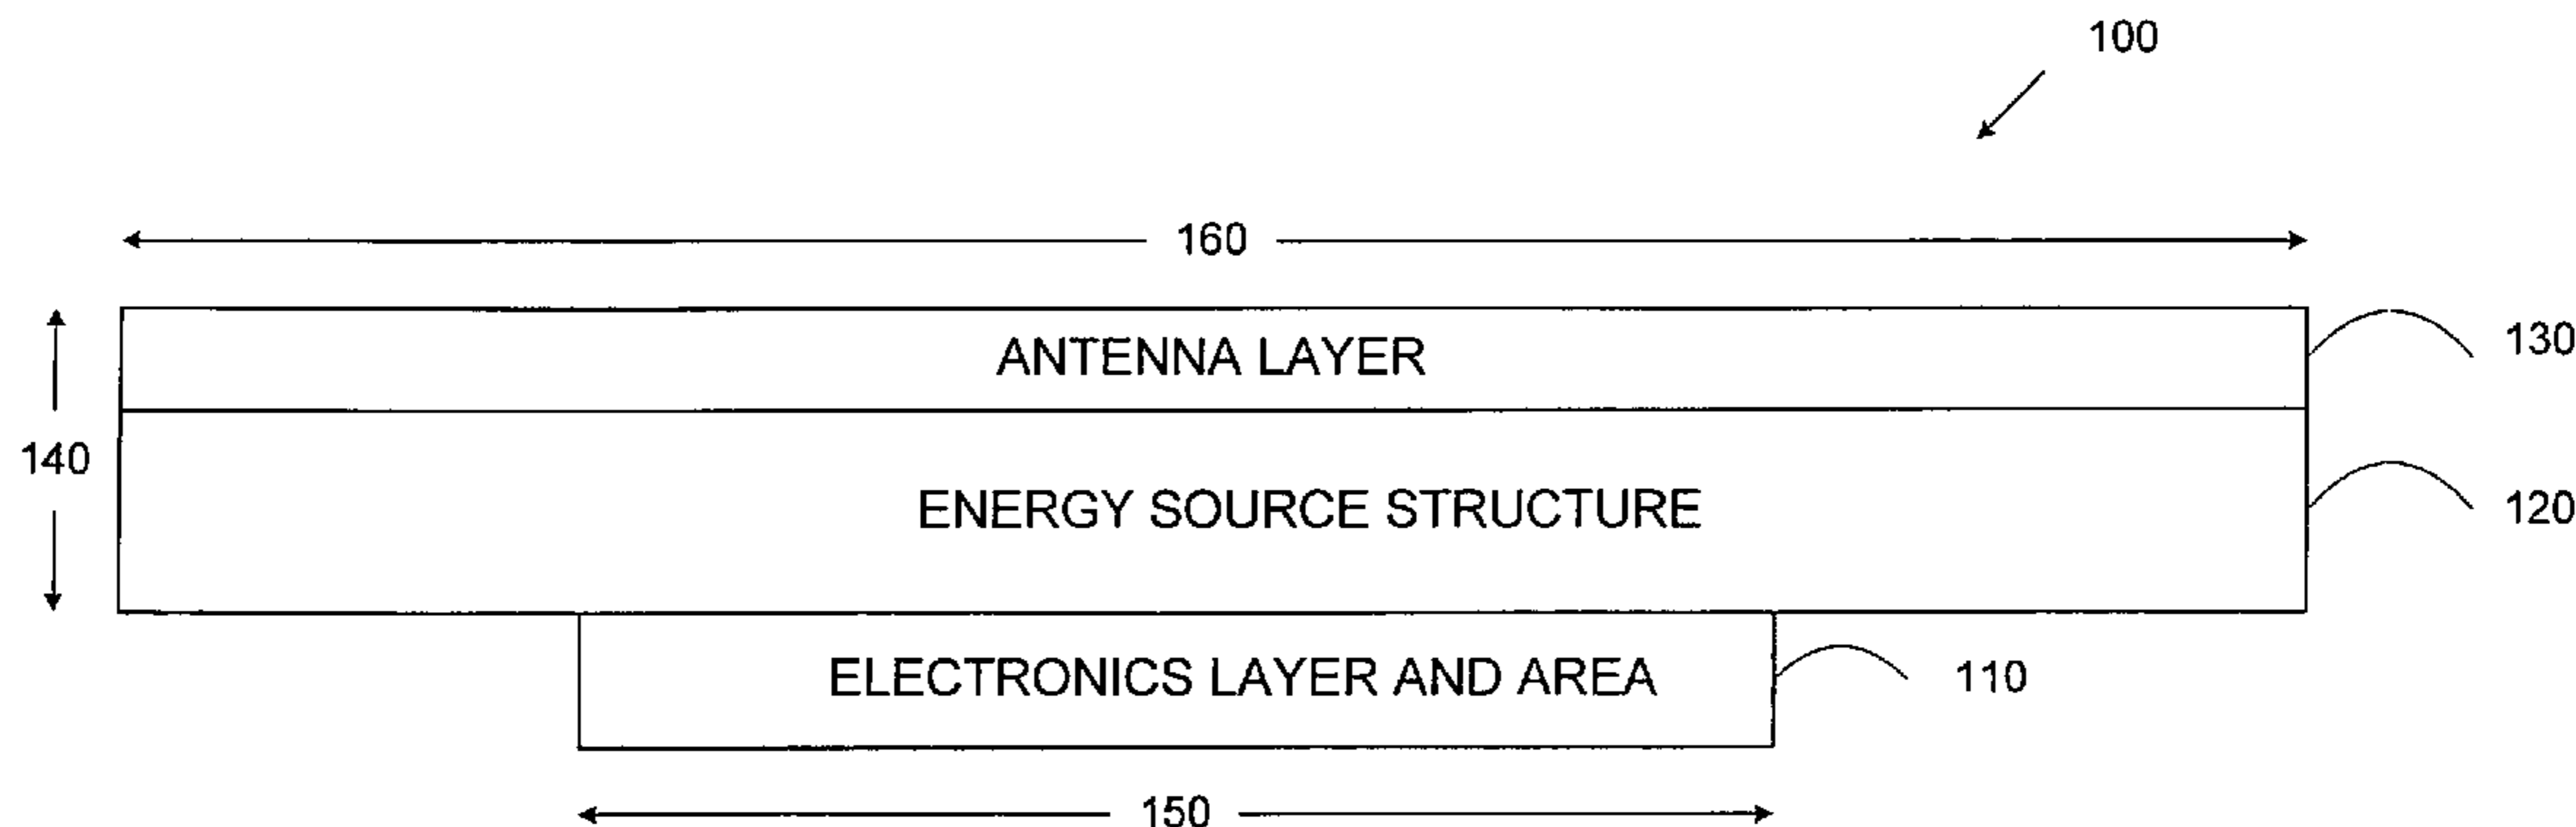 100
160
ANTENNA LAYER
130
140
ENERGY SOURCE STRUCTURE
120
ELECTRONICS LAYER AND AREA
110
150